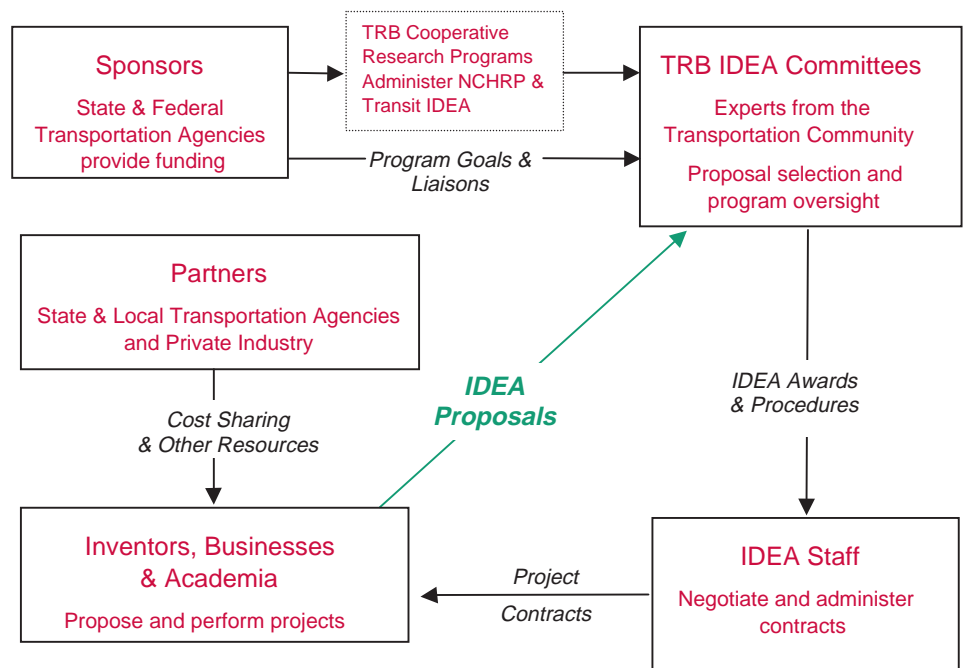 Sponsors
State & Federal
Transportation Agencies
provide funding
TRB Cooperative
Research Programs
Administer NCHRP &
Transit IDEA
TRB IDEA Committees
Experts from the
Transportation Community
Proposal selection and
program oversight
Program Goals &
Liaisons
Partners
State & Local Transportation Agencies
and Private Industry
IDEA
Proposals
IDEA Awards
& Procedures
Cost Sharing
& Other Resources
Inventors, Businesses
& Academia
Propose and perform projects
Project
Contracts
IDEA Staff
Negotiate and administer
contracts